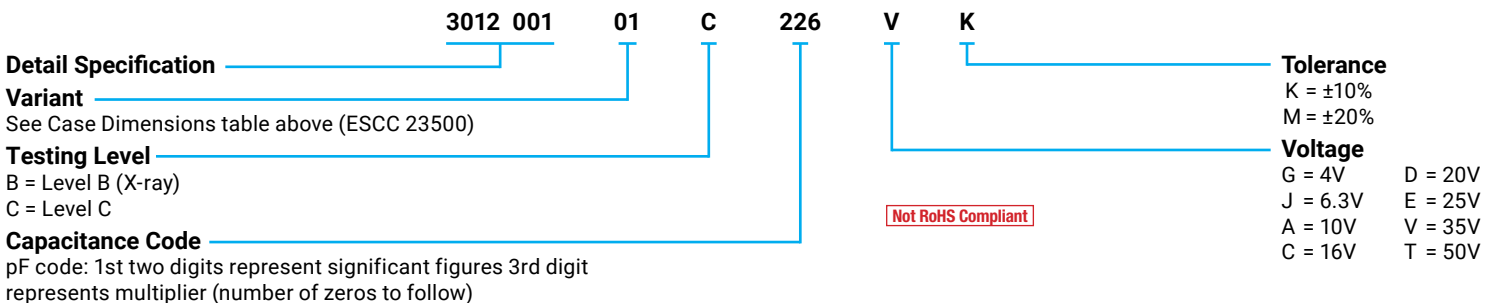 3012 001 01 C 226 V K
Detail Specification
Variant
See Case Dimensions table above (ESCC 23500)
Testing Level
B = Level B (X-ray)
C = Level C
Capacitance Code
pF code: 1st two digits represent significant figures 3rd digit
represents multiplier (number of zeros to follow)
Not RoHS Compliant
Tolerance
K = ±10%
M = ±20%
Voltage
G = 4V D = 20V
J = 6.3V E = 25V
A = 10V V = 35V
C = 16V T = 50V